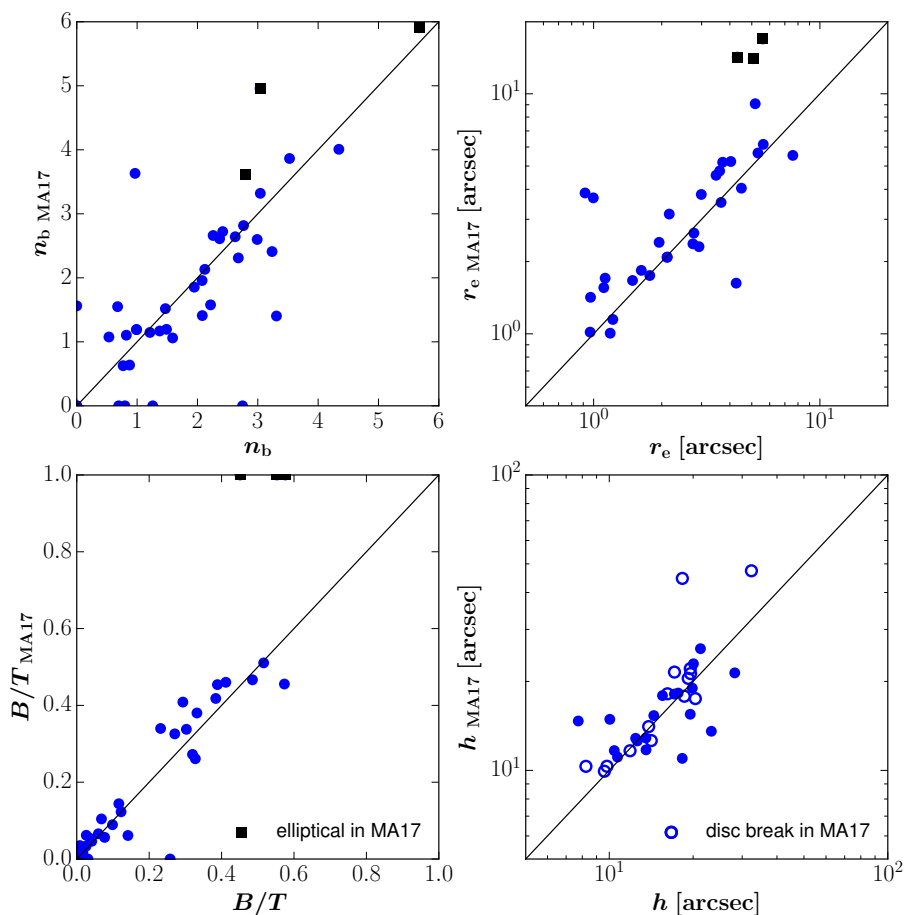 6
5
4
3
2
1
0
n_b MA17
0 1 2 3 4 5 6
n_b
10^1
10^0
r_e MA17 [arcsec]
10^0 10^1
r_e [arcsec]
1.0
0.8
0.6
0.4
0.2
0.0
B/T MA17
0.0 0.2 0.4 0.6 0.8 1.0
B/T
elliptical in MA17
10^2
10^1
h MA17 [arcsec]
10^1 10^2
h [arcsec]
disc break in MA17